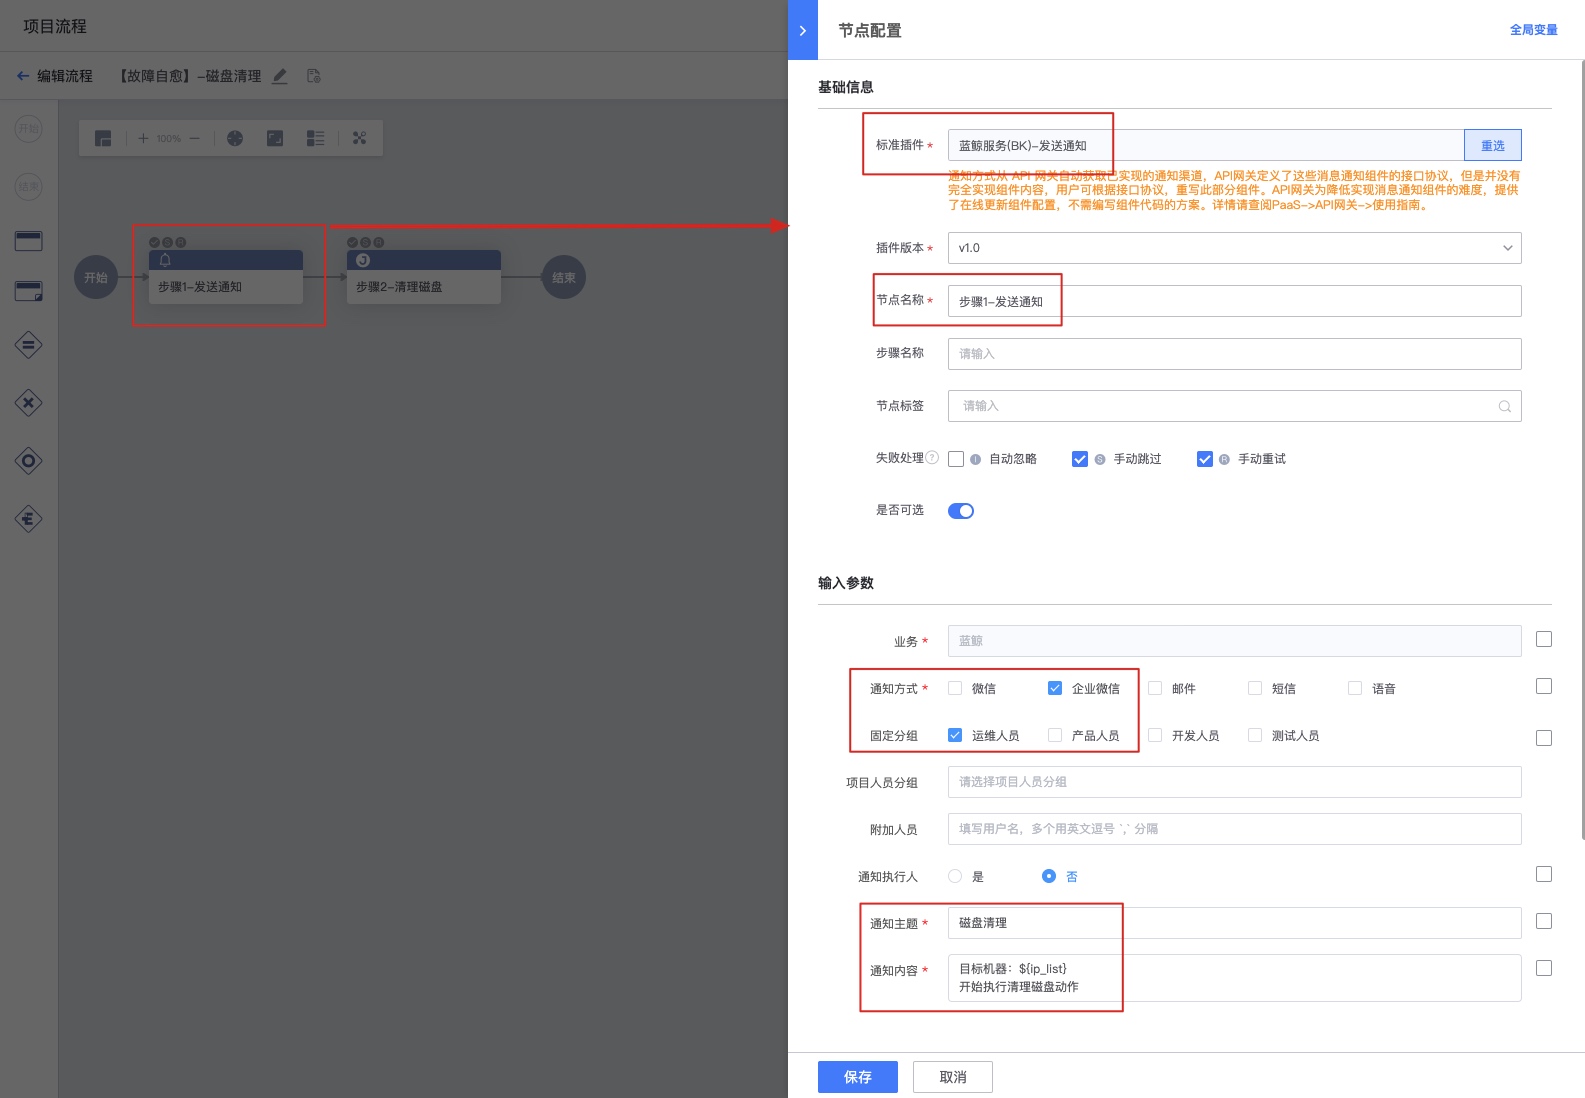 项目流程
编辑流程
【故障自愈】-磁盘清理
开始
结束
100%
开始
步骤1-发送通知
步骤2-清理磁盘
结束
节点配置
全局变量
基础信息
标准插件 *
蓝鲸服务(BK)-发送通知
重选
通知方式从 API 网关自动获取已实现的通知渠道，API网关定义了这些消息通知组件的接口协议，但是并没有
完全实现组件内容，用户可根据接口协议，重写此部分组件。API网关为降低实现消息通知组件的难度，提供
了在线更新组件配置，不需编写组件代码的方案。详情请查阅PaaS->API网关->使用指南。
插件版本 *
v1.0
节点名称 *
步骤1-发送通知
步骤名称
请输入
节点标签
请输入
失败处理 ?
I 自动忽略
S 手动跳过
R 手动重试
是否可选
输入参数
业务 *
蓝鲸
通知方式 *
微信
企业微信
邮件
短信
语音
固定分组
运维人员
产品人员
开发人员
测试人员
项目人员分组
请选择项目人员分组
附加人员
填写用户名，多个用英文逗号 `,` 分隔
通知执行人
是
否
通知主题 *
磁盘清理
通知内容 *
目标机器：${ip_list}
开始执行清理磁盘动作
保存
取消